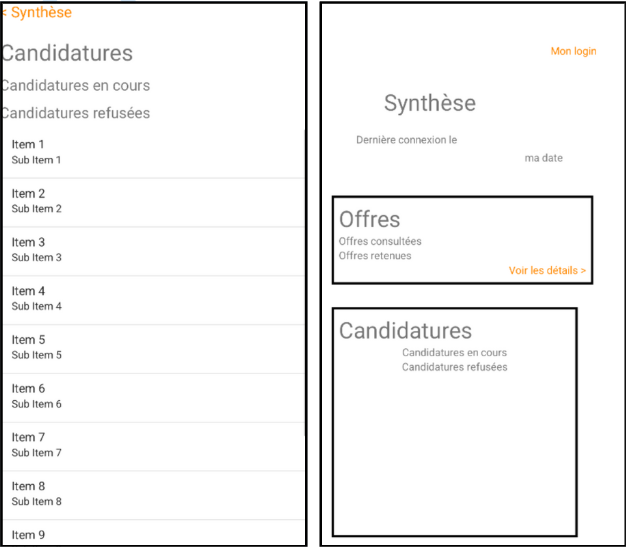 < Synthèse
Candidatures
Candidatures en cours
Candidatures refusées
Item 1
Sub Item 1
Item 2
Sub Item 2
Item 3
Sub Item 3
Item 4
Sub Item 4
Item 5
Sub Item 5
Item 6
Sub Item 6
Item 7
Sub Item 7
Item 8
Sub Item 8
Item 9
Mon login
Synthèse
Dernière connexion le
ma date
Offres
Offres consultées
Offres retenues
Voir les détails >
Candidatures
Candidatures en cours
Candidatures refusées